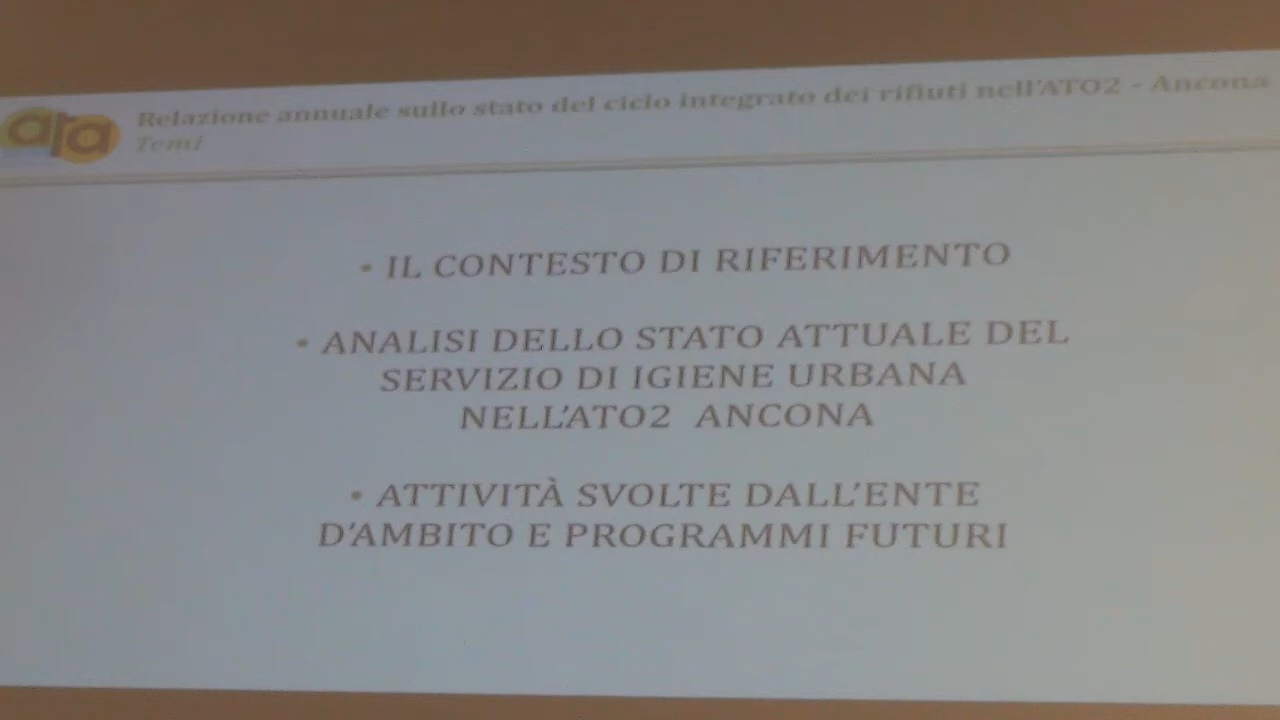 ata
Relazione annuale sullo stato del ciclo integrato dei rifiuti nell'ATO2 - Ancona
Temi
• IL CONTESTO DI RIFERIMENTO
• ANALISI DELLO STATO ATTUALE DEL
SERVIZIO DI IGIENE URBANA
NELL'ATO2 ANCONA
• ATTIVITÀ SVOLTE DALL'ENTE
D'AMBITO E PROGRAMMI FUTURI